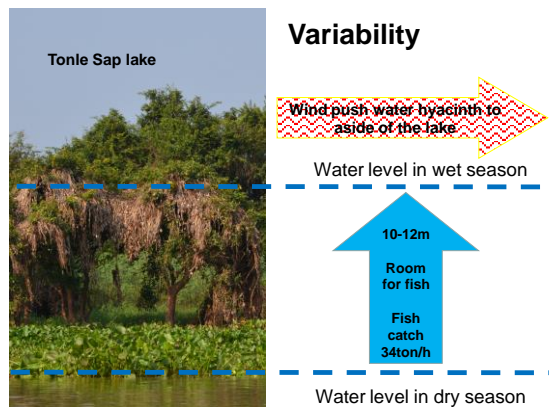 Variability
Tonle Sap lake
Wind push water hyacinth to
aside of the lake
Water level in wet season
10-12m
Room
for fish
Fish
catch
34ton/h
Water level in dry season